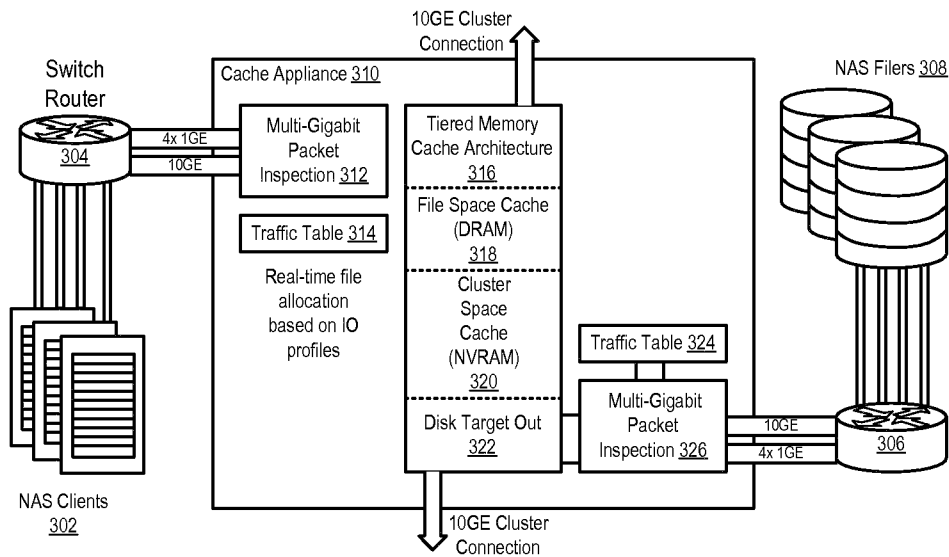 10GE Cluster
Connection
Switch
Router
304
Cache Appliance 310
NAS Filers 308
4x 1GE
10GE
Multi-Gigabit
Packet
Inspection 312
Traffic Table 314
Real-time file
allocation
based on IO
profiles
Tiered Memory
Cache Architecture
316
File Space Cache
(DRAM)
318
Cluster
Space
Cache
(NVRAM)
320
Disk Target Out
322
Traffic Table 324
Multi-Gigabit
Packet
Inspection 326
10GE
4x 1GE
306
NAS Clients
302
10GE Cluster
Connection